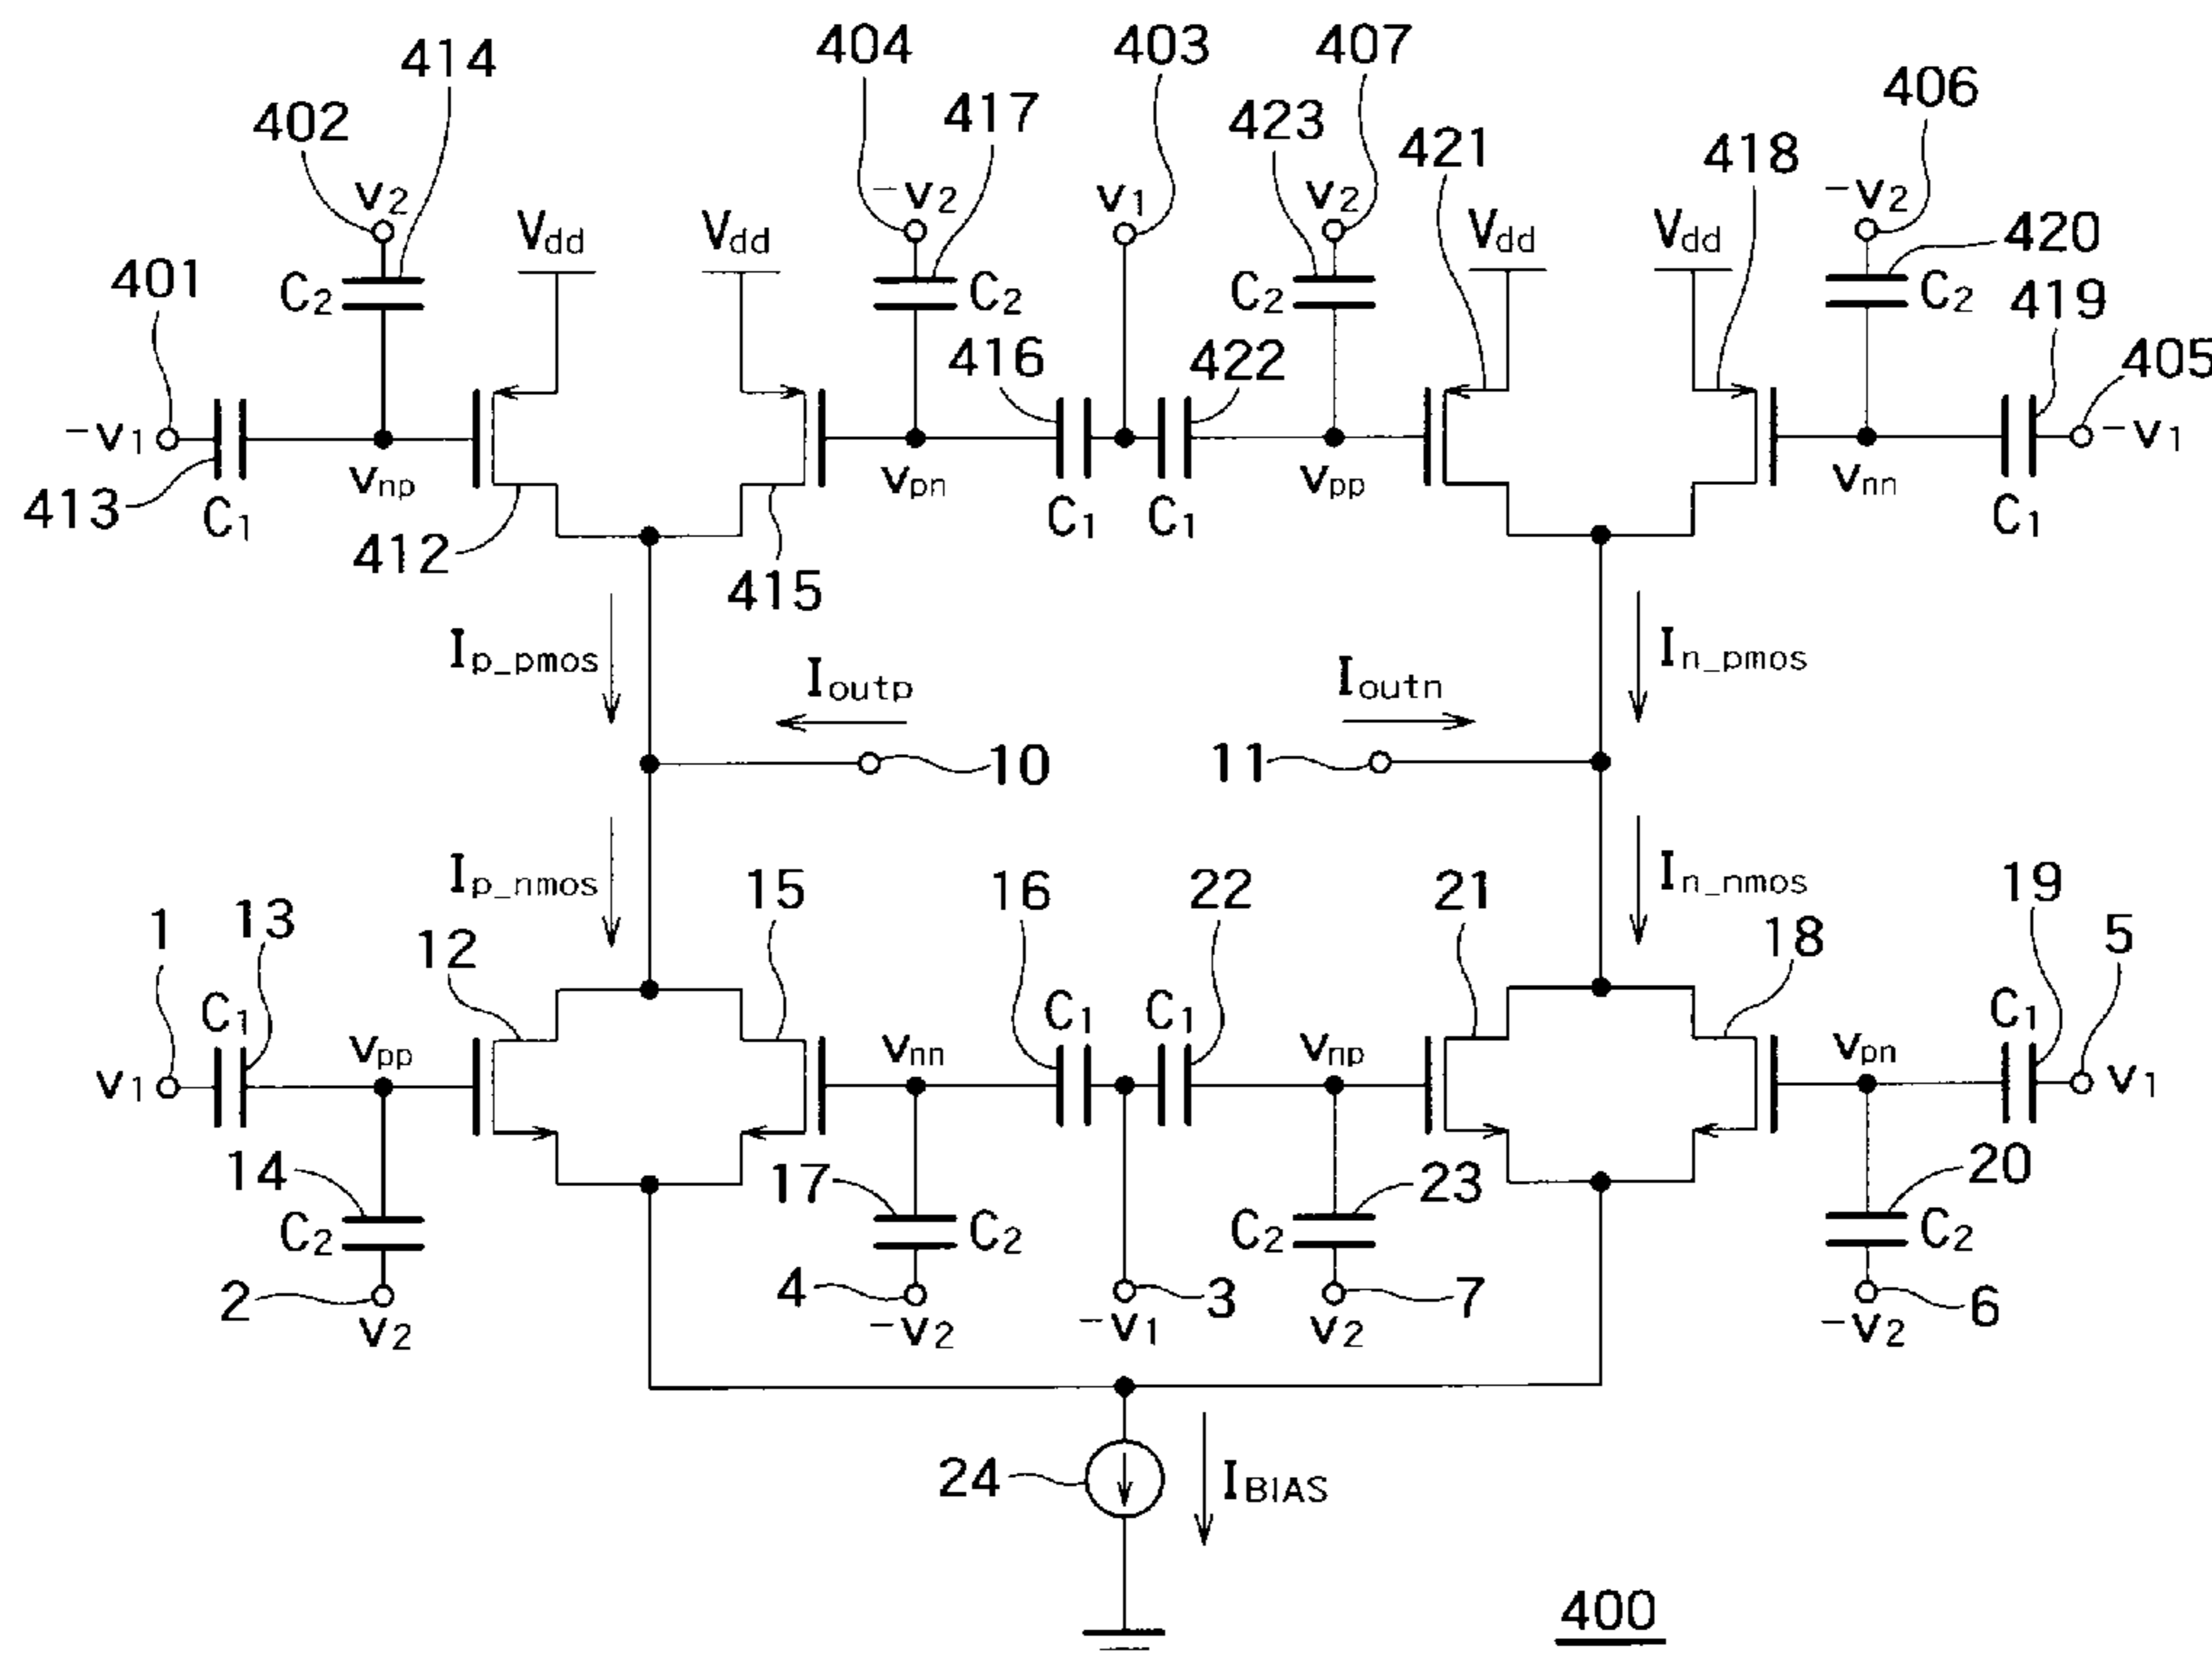 414 404 403 407 406
402 417 423 421 418
V2 -V2 V1 V2 -V2
Vdd Vdd Vdd Vdd 420
401 C2 C2 C2 C2 419
416 422 405
-V1 -V1
Vnp Vpn Vpp Vnn
413 C1 C1 C1 C1
412 415
Ip_pmos Ioutp Ioutn In_pmos
10 11
Ip_nmos 15 16 22 21 In_nmos 19
1 13 12 18 5
C1 C1 C1 C1
V1 Vpp Vnn Vnp Vpn V1
14 17 23 20
C2 C2 C2 C2
2 4 3 7 6
V2 -V2 -V1 V2 -V2
24 IBIAS
400